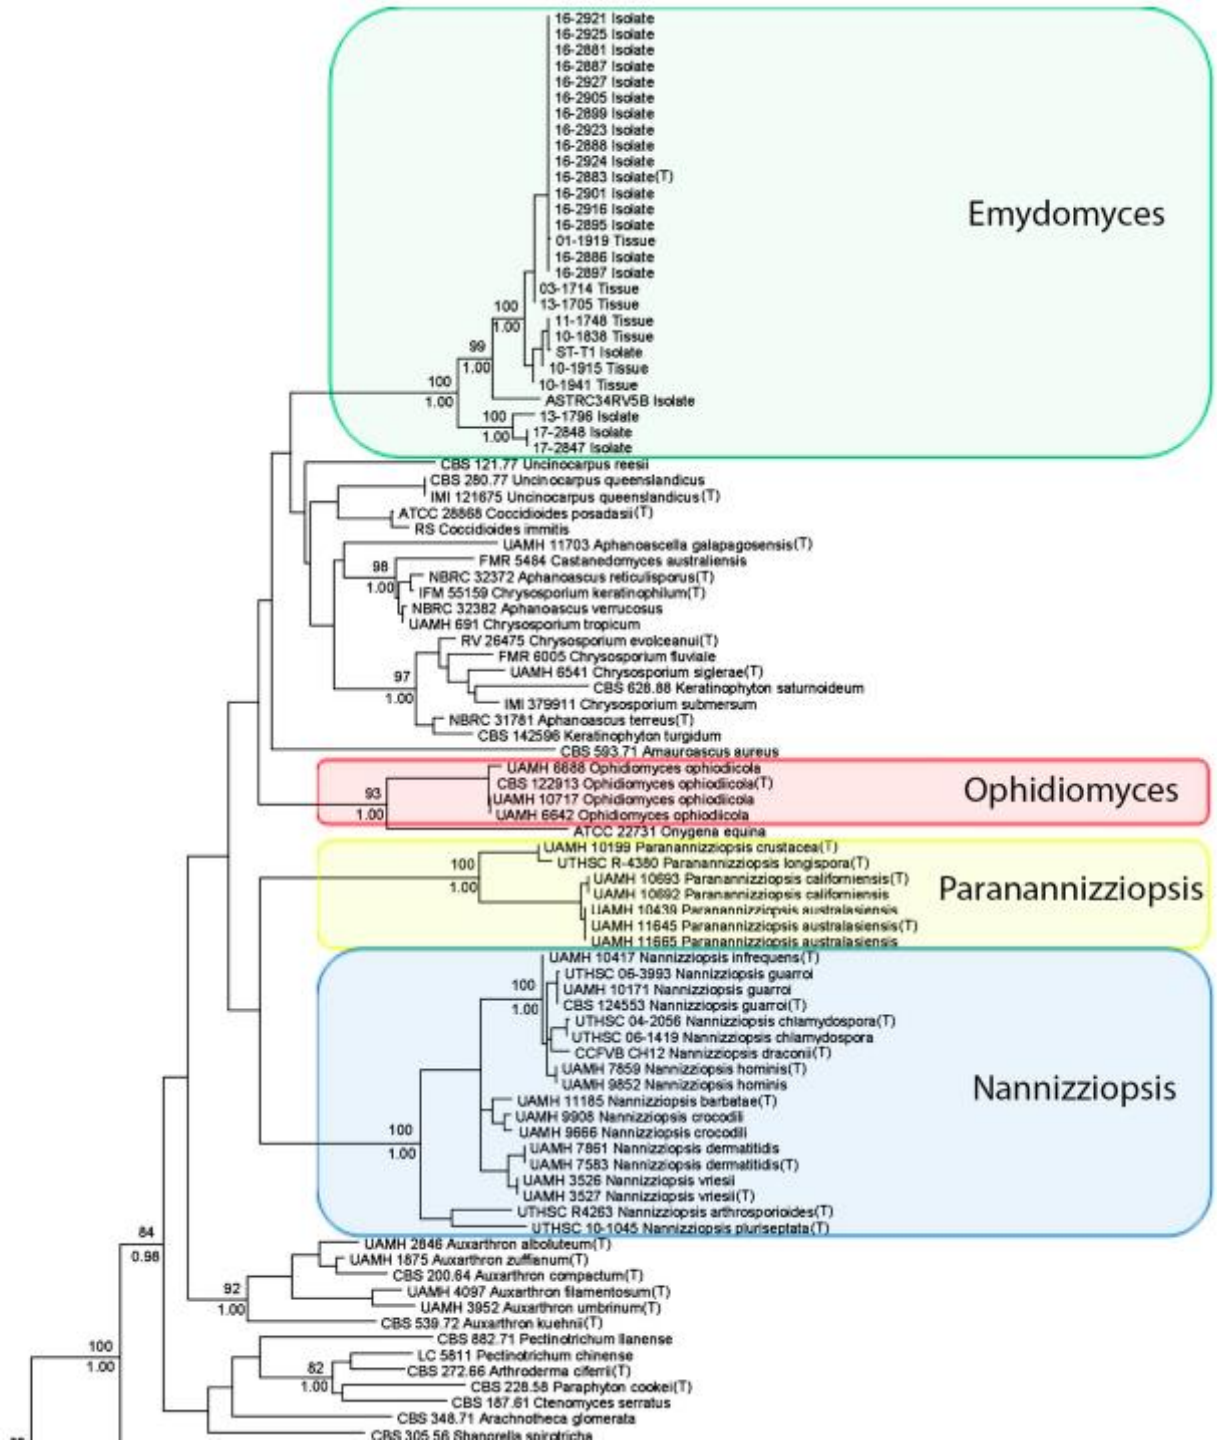 16-2921 Isolate
16-2925 Isolate
16-2881 Isolate
16-2887 Isolate
16-2927 Isolate
16-2905 Isolate
16-2899 Isolate
16-2923 Isolate
16-2888 Isolate
16-2924 Isolate
16-2883 Isolate(T)
16-2901 Isolate
16-2916 Isolate
Emydomyces
16-2895 Isolate
01-1919 Tissue
16-2886 Isolate
16-2897 Isolate
03-1714 Tissue
100
13-1705 Tissue
1.00
11-1748 Tissue
10-1838 Tissue
99
ST-T1 Isolate
1.00
10-1915 Tissue
100
10-1941 Tissue
1.00
ASTRC34RV5B Isolate
100
13-1796 Isolate
1.00
17-2848 Isolate
17-2847 Isolate
CBS 121.77 Uncinocarpus reesii
CBS 280.77 Uncinocarpus queenslandicus
IMI 121675 Uncinocarpus queenslandicus(T)
ATCC 28868 Coccidioides posadasii(T)
RS Coccidioides immitis
UAMH 11703 Aphanoascella galapagosensis(T)
98
FMR 5484 Castanedomyces australiensis
NBRC 32372 Aphanoascus reticulisporus(T)
1.00
IFM 55159 Chrysosporium keratinophilum(T)
NBRC 32382 Aphanoascus verrucosus
UAMH 691 Chrysosporium tropicum
RV 26475 Chrysosporium evolceanui(T)
FMR 6005 Chrysosporium fluviale
97
UAMH 6541 Chrysosporium siglerae(T)
CBS 628.88 Keratinophyton saturnoideum
1.00
IMI 379911 Chrysosporium submersum
NBRC 31781 Aphanoascus terreus(T)
CBS 142596 Keratinophyton turgidum
CBS 593.71 Amauroascus aureus
UAMH 6688 Ophidiomyces ophiodiicola
CBS 122913 Ophidiomyces ophiodiicola(T)
Ophidiomyces
93
UAMH 10717 Ophidiomyces ophiodiicola
1.00
UAMH 6642 Ophidiomyces ophiodiicola
ATCC 22731 Onygena equina
UAMH 10199 Paranannizziopsis crustacea(T)
100
UTHSC R-4380 Paranannizziopsis longispora(T)
UAMH 10693 Paranannizziopsis californiensis(T)
1.00
UAMH 10692 Paranannizziopsis californiensis
Paranannizziopsis
UAMH 10439 Paranannizziopsis australasiensis
UAMH 11645 Paranannizziopsis australasiensis(T)
UAMH 11665 Paranannizziopsis australasiensis
UAMH 10417 Nannizziopsis infrequens(T)
UTHSC 06-3993 Nannizziopsis guarroi
100
UAMH 10171 Nannizziopsis guarroi
1.00
CBS 124553 Nannizziopsis guarroi(T)
UTHSC 04-2056 Nannizziopsis chlamydospora(T)
UTHSC 06-1419 Nannizziopsis chlamydospora
CCFVB CH12 Nannizziopsis draconii(T)
UAMH 7859 Nannizziopsis hominis(T)
UAMH 9852 Nannizziopsis hominis
Nannizziopsis
UAMH 11185 Nannizziopsis barbatae(T)
UAMH 9908 Nannizziopsis crocodili
100
UAMH 9666 Nannizziopsis crocodili
1.00
UAMH 7861 Nannizziopsis dermatitidis
UAMH 7583 Nannizziopsis dermatitidis(T)
UAMH 3526 Nannizziopsis vriesii
UAMH 3527 Nannizziopsis vriesii(T)
UTHSC R4263 Nannizziopsis arthrosporioides(T)
UTHSC 10-1045 Nannizziopsis pluriseptata(T)
84
UAMH 2846 Auxarthron alboluteum(T)
0.98
UAMH 1875 Auxarthron zuffianum(T)
CBS 200.64 Auxarthron compactum(T)
92
UAMH 4097 Auxarthron filamentosum(T)
1.00
UAMH 3952 Auxarthron umbrinum(T)
CBS 539.72 Auxarthron kuehnii(T)
CBS 882.71 Pectinotrichum llanense
100
LC 5811 Pectinotrichum chinense
1.00
82
CBS 272.66 Arthroderma ciferrii(T)
1.00
CBS 228.58 Paraphyton cookei(T)
CBS 187.61 Ctenomyces serratus
CBS 348.71 Arachnotheca glomerata
CBS 305.56 Shanorella spirotricha